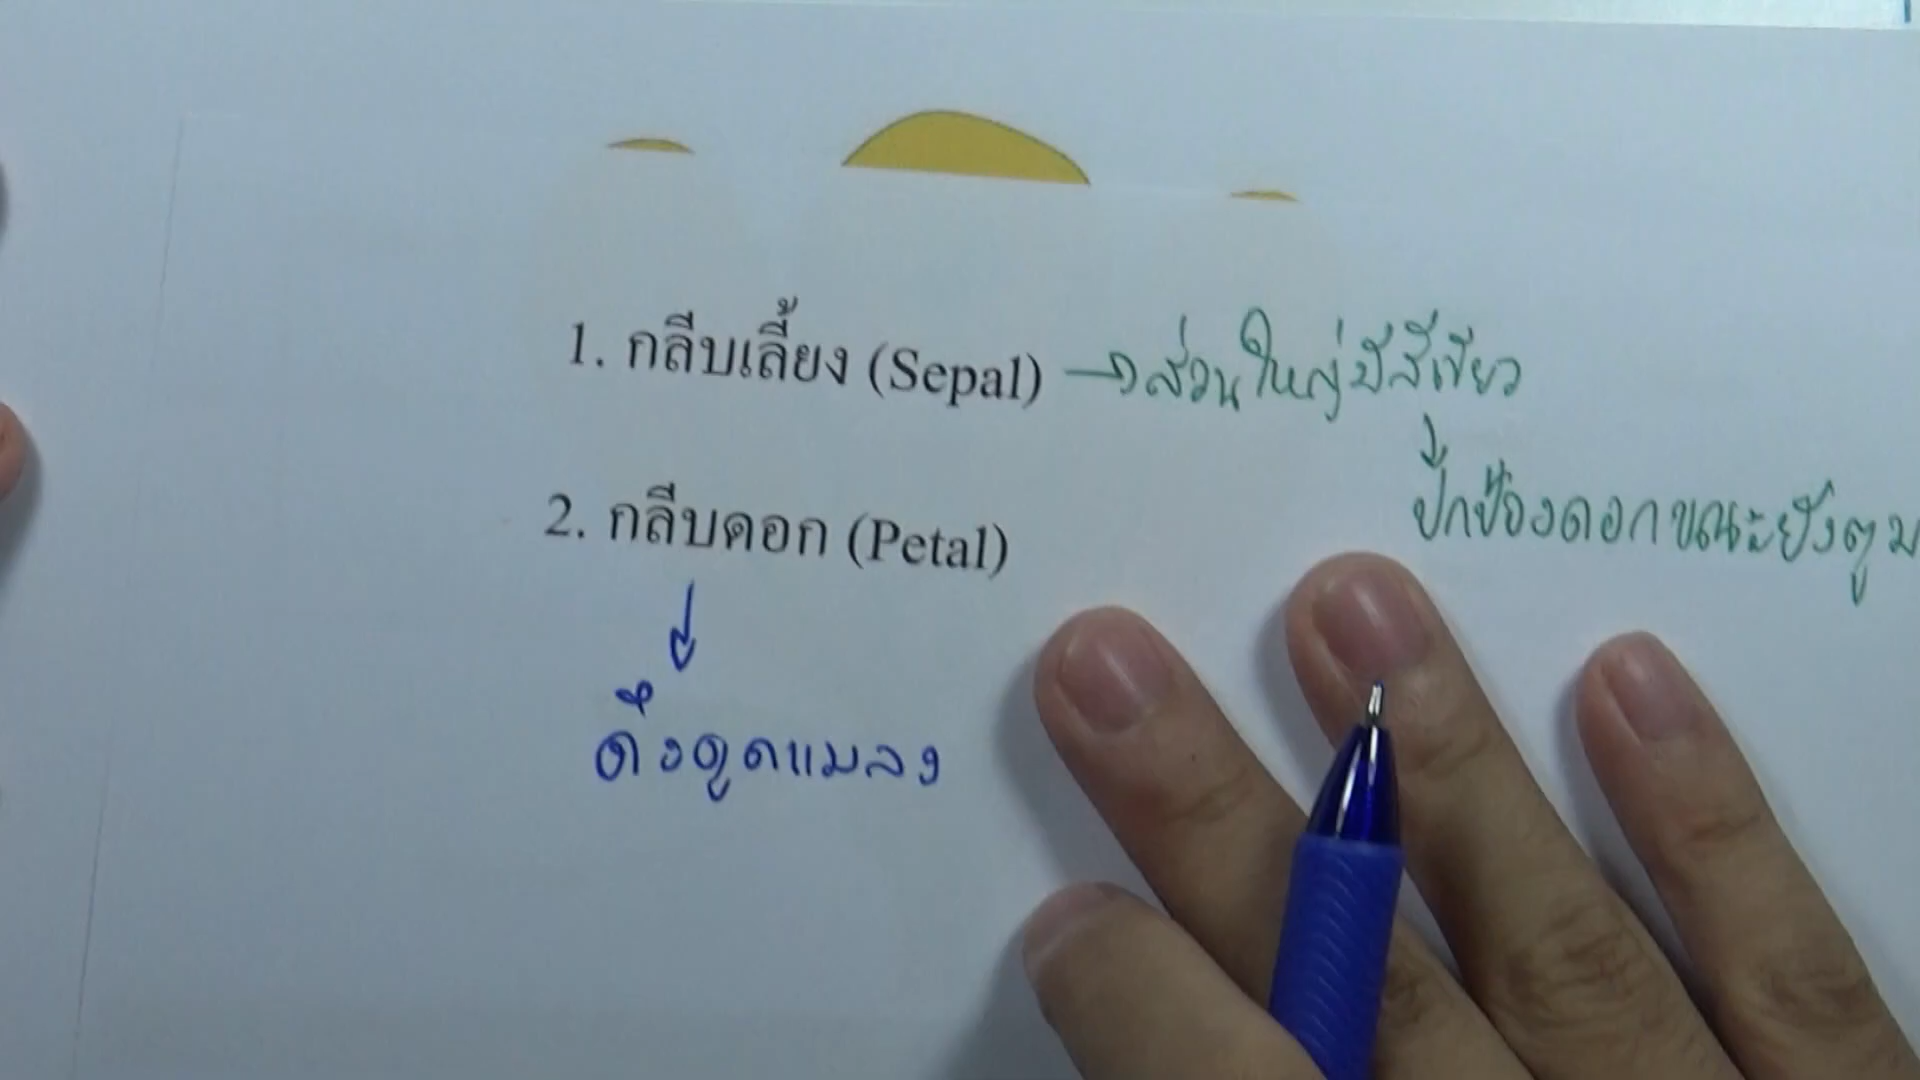 1. กลีบเลี้ยง (Sepal) → ส่วนใหญ่มีสีเขียว
ปกป้องดอกขณะยังตูม
2. กลีบดอก (Petal)
ดึงดูดแมลง